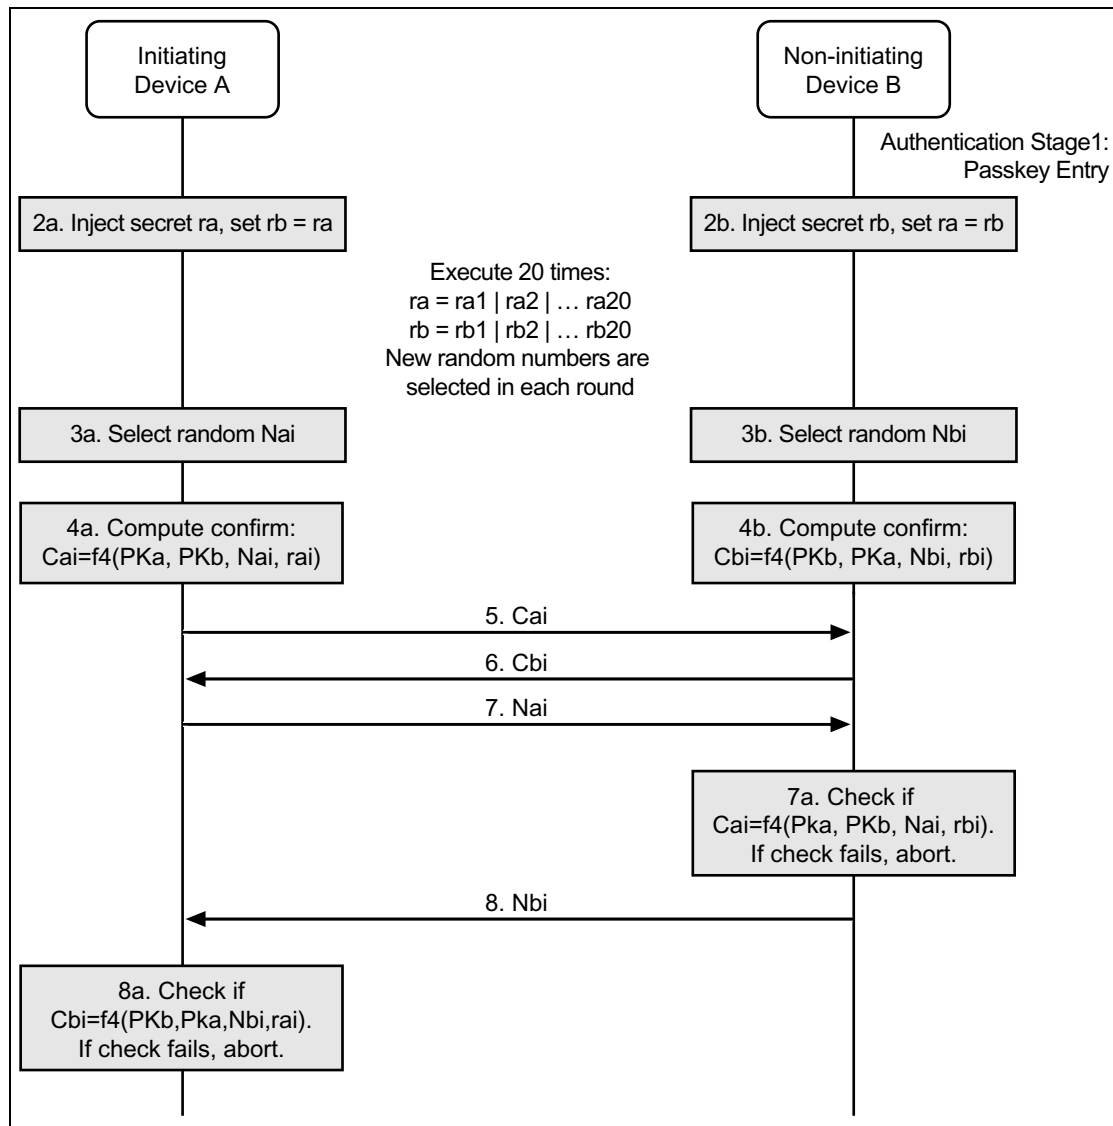 Initiating
Device A
Non-initiating
Device B
Authentication Stage1:
Passkey Entry
2a. Inject secret ra, set rb = ra
2b. Inject secret rb, set ra = rb
Execute 20 times:
ra = ra1 | ra2 | … ra20
rb = rb1 | rb2 | … rb20
New random numbers are
selected in each round
3a. Select random Nai
3b. Select random Nbi
4a. Compute confirm:
Cai=f4(PKa, PKb, Nai, rai)
4b. Compute confirm:
Cbi=f4(PKb, PKa, Nbi, rbi)
5. Cai
6. Cbi
7. Nai
7a. Check if
Cai=f4(Pka, PKb, Nai, rbi).
If check fails, abort.
8. Nbi
8a. Check if
Cbi=f4(PKb,Pka,Nbi,rai).
If check fails, abort.